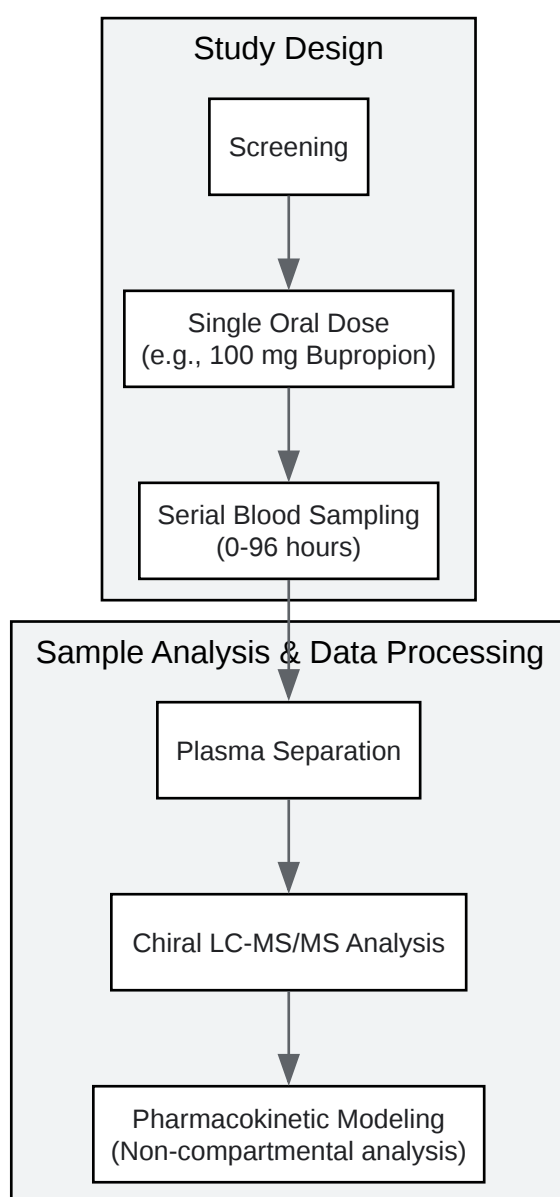 Study Design
Screening
Single Oral Dose
(e.g., 100 mg Bupropion)
Serial Blood Sampling
(0-96 hours)
Sample Analysis & Data Processing
Plasma Separation
Chiral LC-MS/MS Analysis
Pharmacokinetic Modeling
(Non-compartmental analysis)